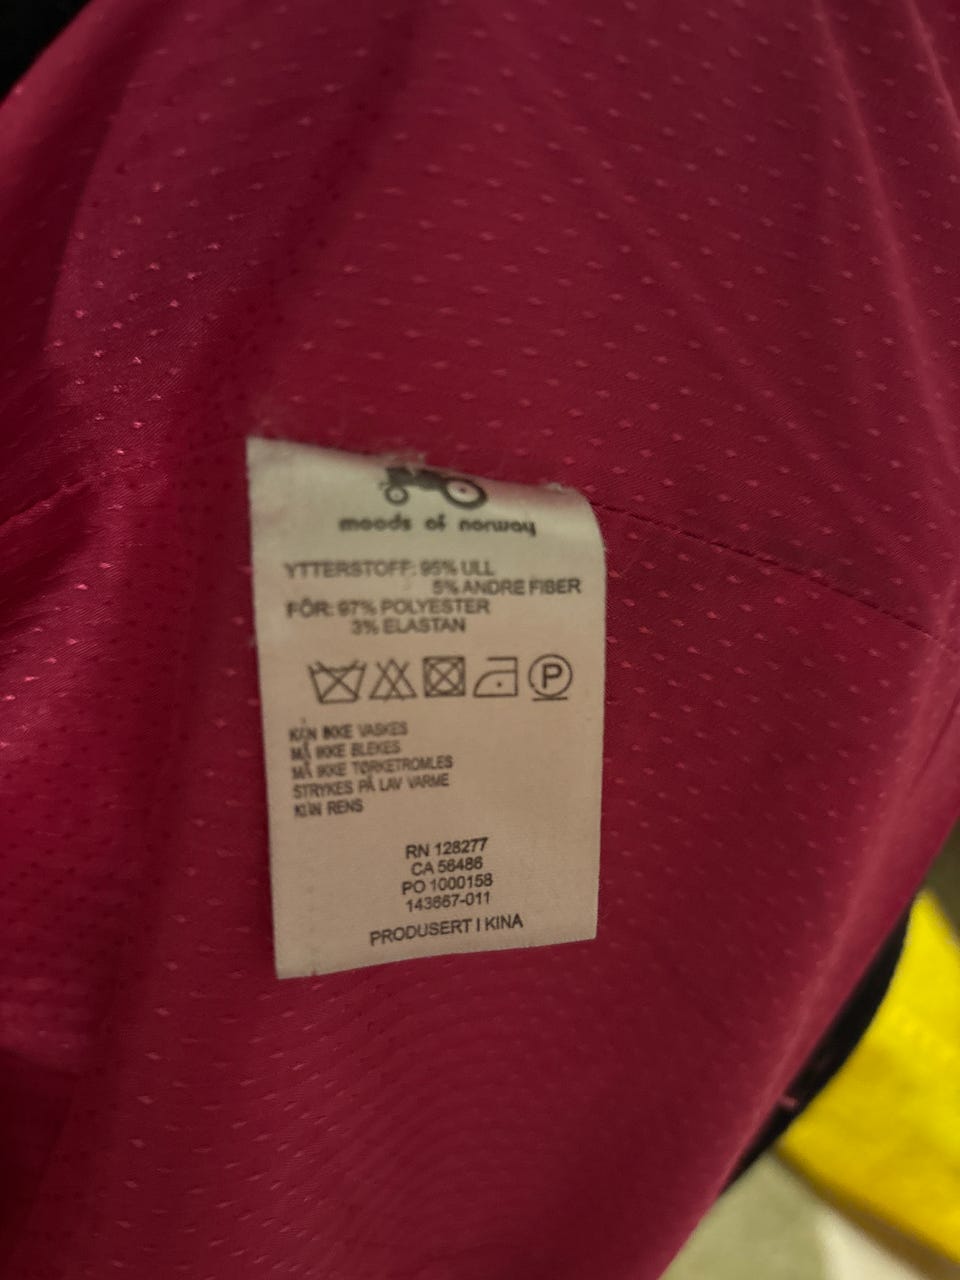 moods of norway
YTTERSTOFF: 95% ULL
5% ANDRE FIBER
FÔR: 97% POLYESTER
3% ELASTAN
P
KAN IKKE VASKES
MÅ IKKE BLEKES
MÅ IKKE TØRKETROMLES
STRYKES PÅ LAV VARME
KUN RENS
RN 128277
CA 56486
PO 1000158
143667-011
PRODUSERT I KINA